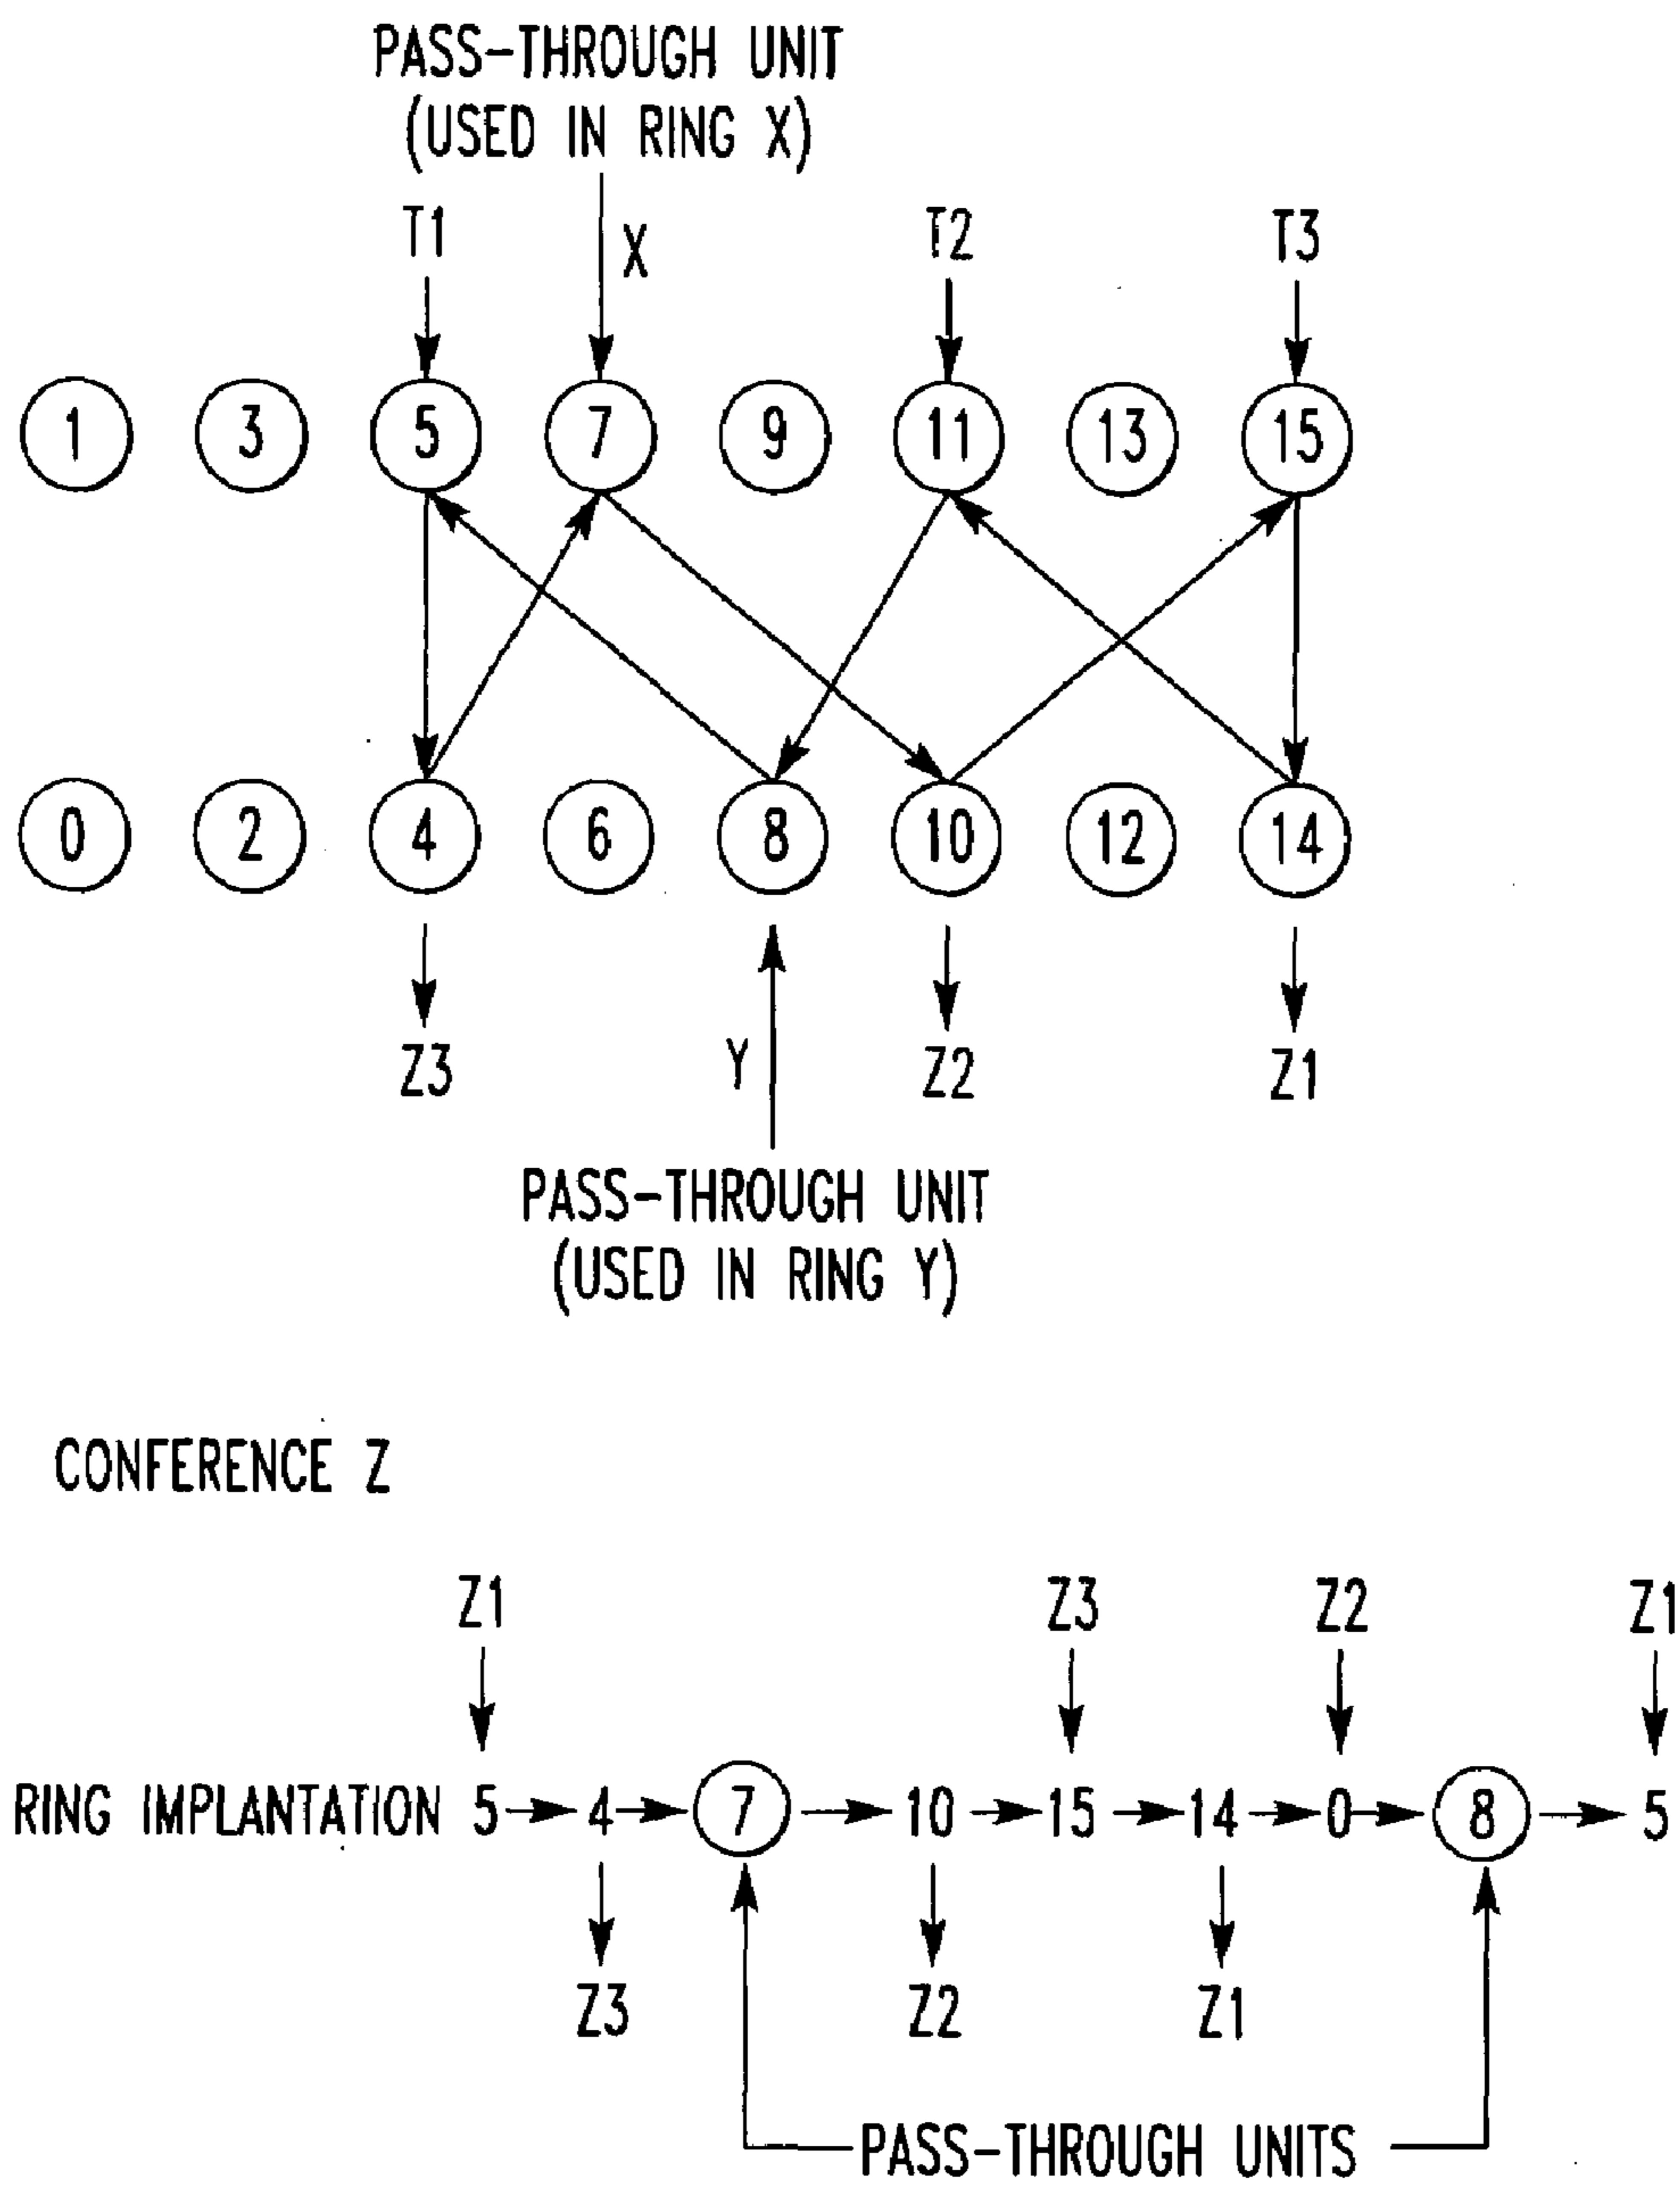 PASS-THROUGH UNIT
(USED IN RING X)
T1 X T2 T3
1 3 5 7 9 11 13 15
0 2 4 6 8 10 12 14
Z3 Y Z2 Z1
PASS-THROUGH UNIT
(USED IN RING Y)
CONFERENCE Z
Z1 Z3 Z2 Z1
RING IMPLANTATION 5 4 7 10 15 14 0 8 5
Z3 Z2 Z1
PASS-THROUGH UNITS